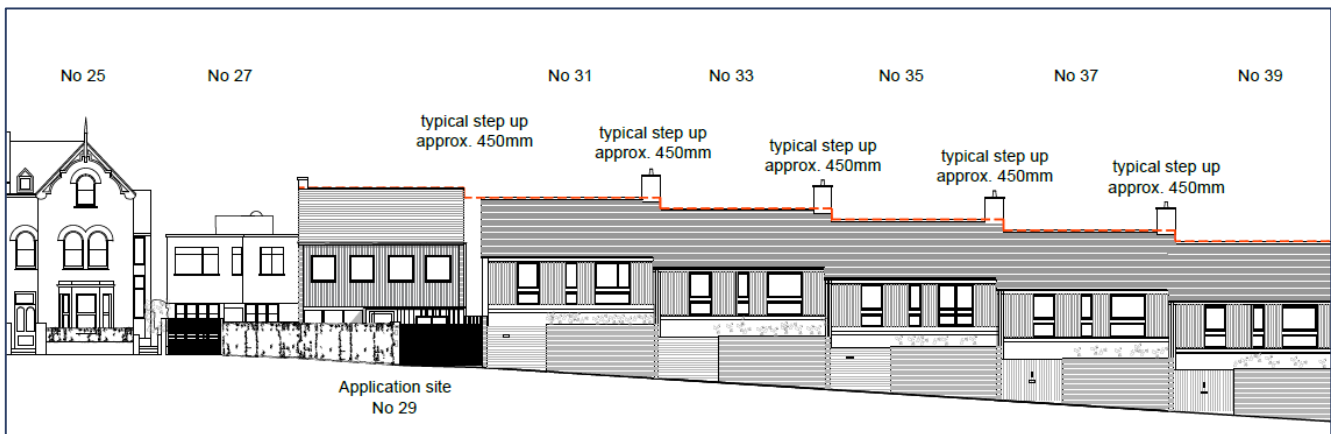 No 25
No 27
No 31
No 33
No 35
No 37
No 39
typical step up
approx. 450mm
typical step up
approx. 450mm
typical step up
approx. 450mm
typical step up
approx. 450mm
typical step up
approx. 450mm
Application site
No 29